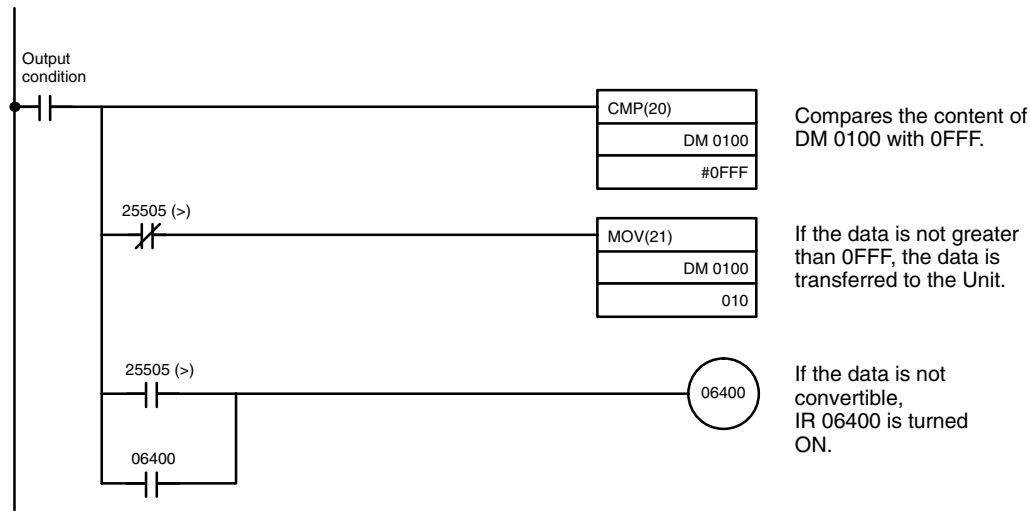 Output
condition
CMP(20)
DM 0100
#0FFF
Compares the content of
DM 0100 with 0FFF.
25505 (>)
MOV(21)
DM 0100
010
If the data is not greater
than 0FFF, the data is
transferred to the Unit.
25505 (>)
06400
If the data is not
convertible,
IR 06400 is turned
ON.
06400